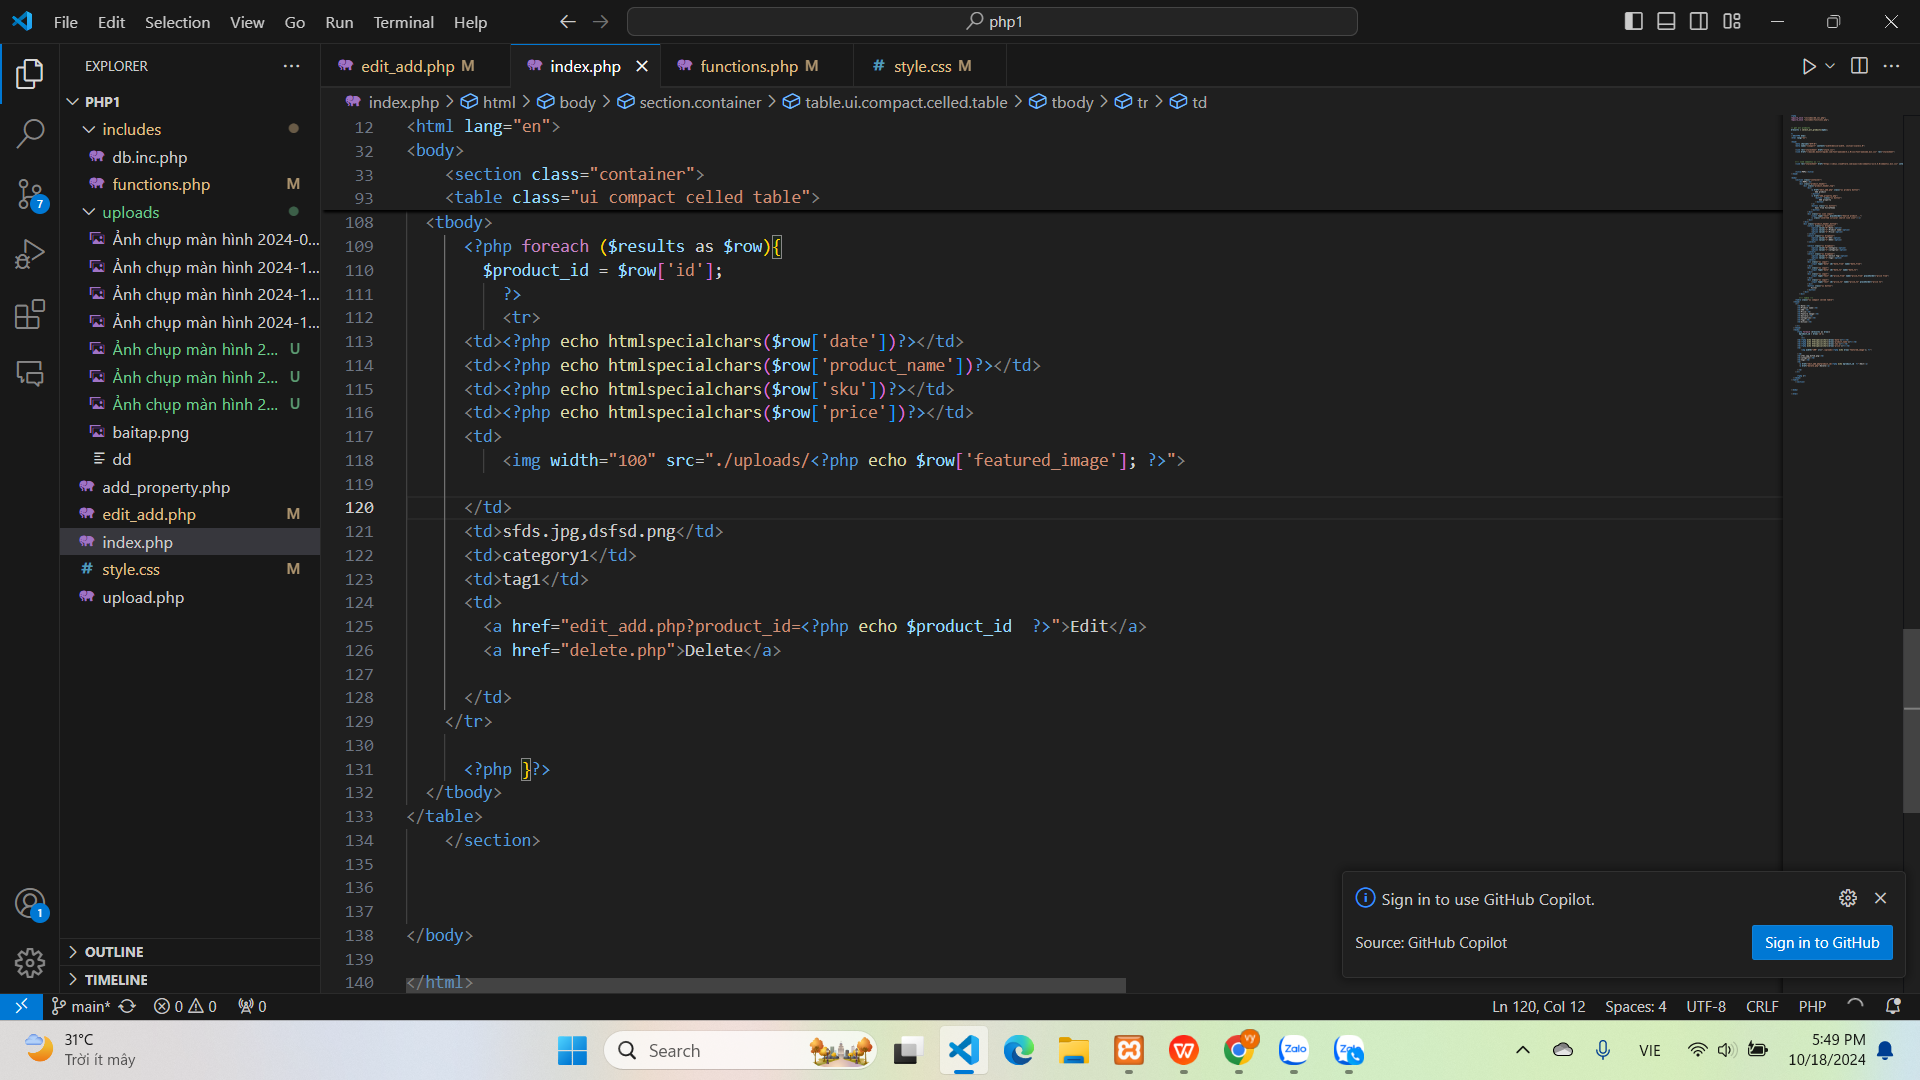 File Edit Selection View Go Run Terminal Help
php1
EXPLORER
edit_add.php M
index.php
functions.php M
# style.css M
index.php > html > body > section.container > table.ui.compact.celled.table > tbody > tr > td
PHP1
includes
db.inc.php
functions.php M
uploads
Ảnh chụp màn hình 2024-0...
Ảnh chụp màn hình 2024-1...
Ảnh chụp màn hình 2024-1...
Ảnh chụp màn hình 2024-1...
Ảnh chụp màn hình 2... U
Ảnh chụp màn hình 2... U
Ảnh chụp màn hình 2... U
baitap.png
dd
add_property.php
edit_add.php M
index.php
# style.css M
upload.php
OUTLINE
TIMELINE
12 <html lang="en">
32 <body>
33 <section class="container">
93 <table class="ui compact celled table">
108 <tbody>
109 <?php foreach ($results as $row){
110 $product_id = $row['id'];
111 ?>
112 <tr>
113 <td><?php echo htmlspecialchars($row['date'])?></td>
114 <td><?php echo htmlspecialchars($row['product_name'])?></td>
115 <td><?php echo htmlspecialchars($row['sku'])?></td>
116 <td><?php echo htmlspecialchars($row['price'])?></td>
117 <td>
118 <img width="100" src="./uploads/<?php echo $row['featured_image']; ?>">
119
120 </td>
121 <td>sfds.jpg,dsfsd.png</td>
122 <td>category1</td>
123 <td>tag1</td>
124 <td>
125 <a href="edit_add.php?product_id=<?php echo $product_id  ?>">Edit</a>
126 <a href="delete.php">Delete</a>
127
128 </td>
129 </tr>
130
131 <?php }?>
132 </tbody>
133 </table>
134 </section>
135
136
137
138 </body>
139
140 </html>
Sign in to use GitHub Copilot.
Source: GitHub Copilot
Sign in to GitHub
7
1
main* 0 0 0
Ln 120, Col 12 Spaces: 4 UTF-8 CRLF PHP
31°C
Trời ít mây
Search
vy
Zalo
VIE
5:49 PM
10/18/2024